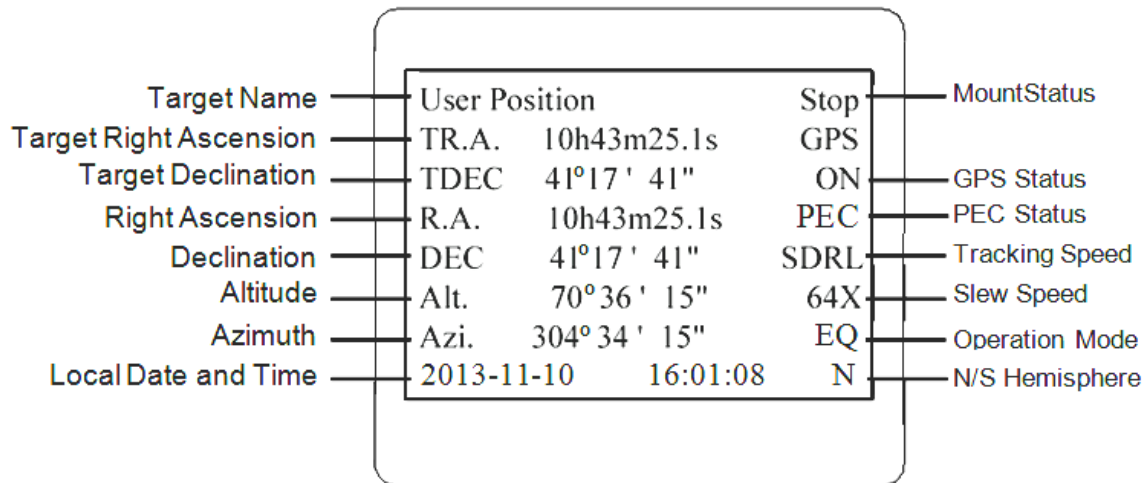 Target Name User Position Stop MountStatus
Target Right Ascension TR.A. 10h43m25.1s GPS
Target Declination TDEC 41º17 ' 41" ON GPS Status
Right Ascension R.A. 10h43m25.1s PEC PEC Status
Declination DEC 41º17 ' 41" SDRL Tracking Speed
Altitude Alt. 70º 36 ' 15" 64X Slew Speed
Azimuth Azi. 304º 34 ' 15" EQ Operation Mode
Local Date and Time 2013-11-10 16:01:08 N N/S Hemisphere